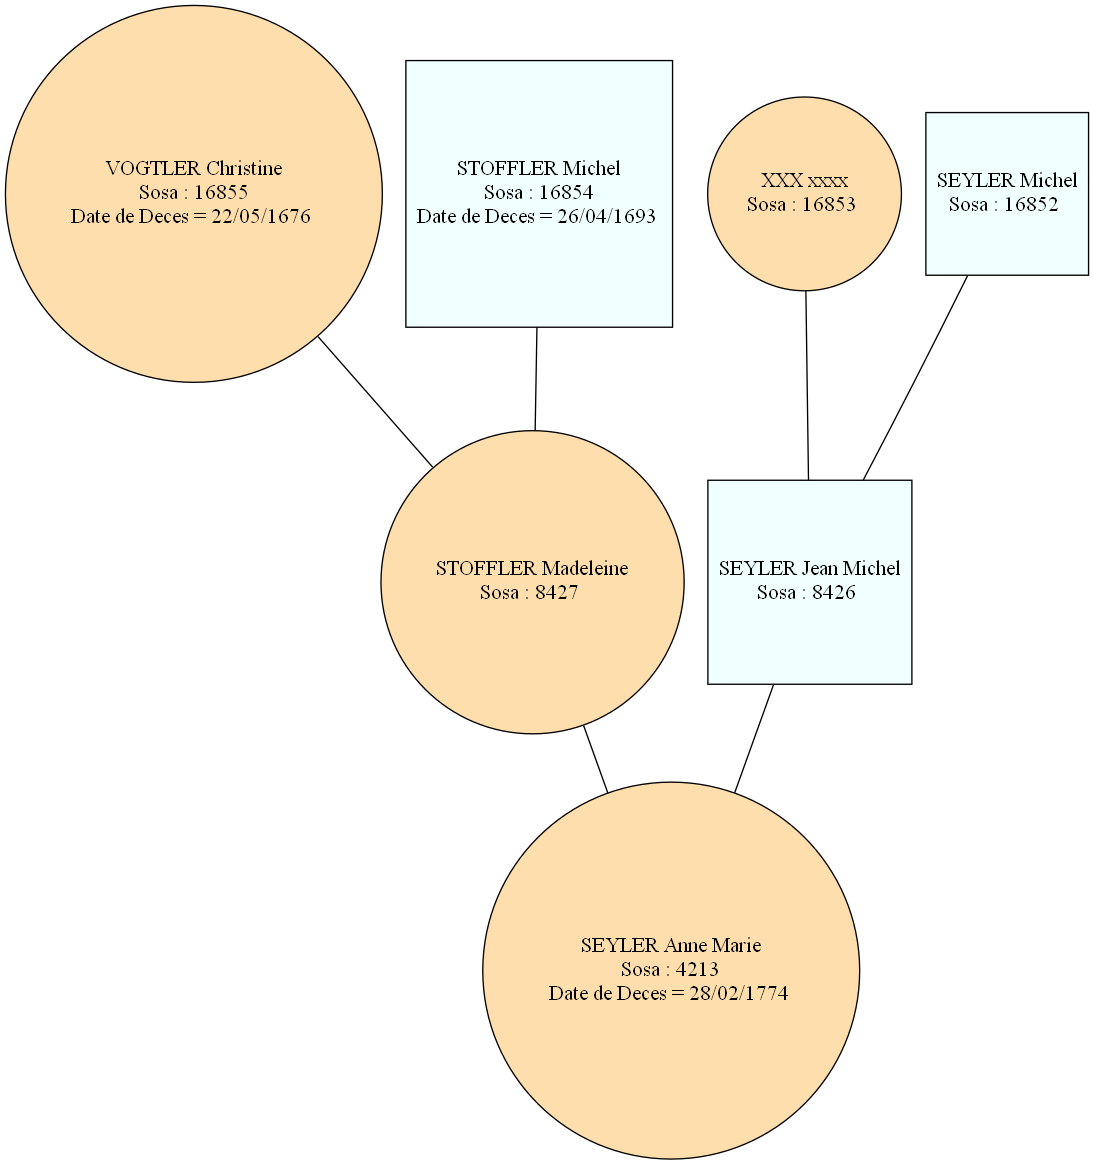 VOGTLER Christine
Sosa : 16855
Date de Deces = 22/05/1676
STOFFLER Michel
Sosa : 16854
Date de Deces = 26/04/1693
XXX xxxx
Sosa : 16853
SEYLER Michel
Sosa : 16852
STOFFLER Madeleine
Sosa : 8427
SEYLER Jean Michel
Sosa : 8426
SEYLER Anne Marie
Sosa : 4213
Date de Deces = 28/02/1774